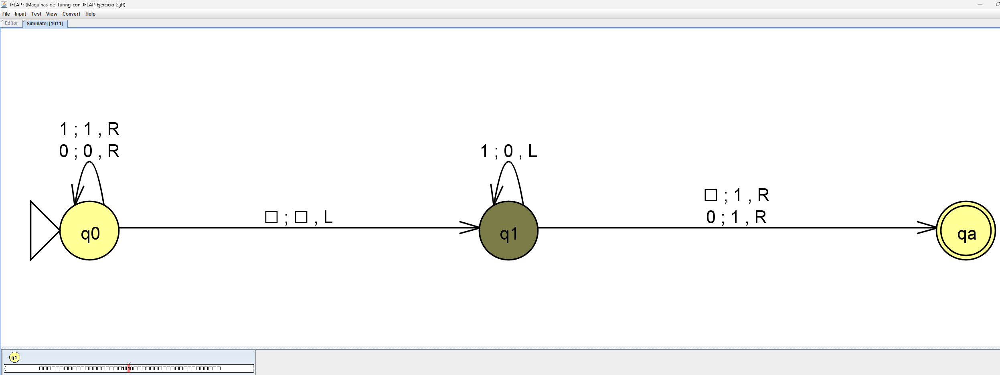 JFLAP : (Maquinas_de_Turing_con_JFLAP_Ejercicio_2.jff)
File Input Test View Convert Help
Editor Simulate: [1011]
1 ; 1 , R
0 ; 0 , R
1 ; 0 , L
□ ; 1 , R
0 ; 1 , R
□ ; □ , L
q0
q1
qa
q1
□□□□□□□□□□□□□□□□□□□□1010□□□□□□□□□□□□□□□□□□□□□